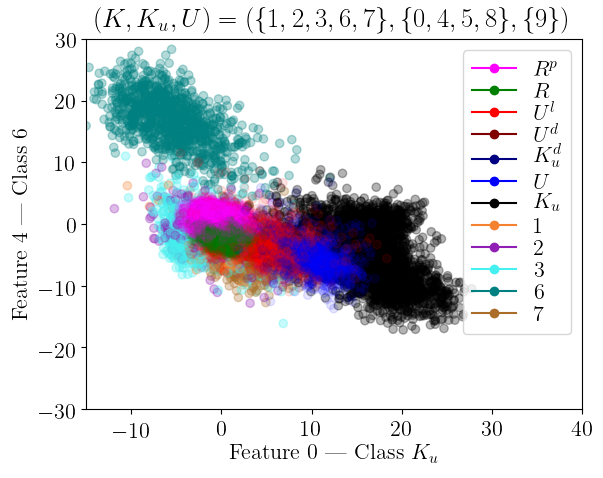 (K, K_u, U) = ({1, 2, 3, 6, 7}, {0, 4, 5, 8}, {9})
30
20
10
0
−10
−20
−30
Feature 4 — Class 6
R^p
R
U^l
U^d
K_u^d
U
K_u
1
2
3
6
7
−10 0 10 20 30 40
Feature 0 — Class K_u